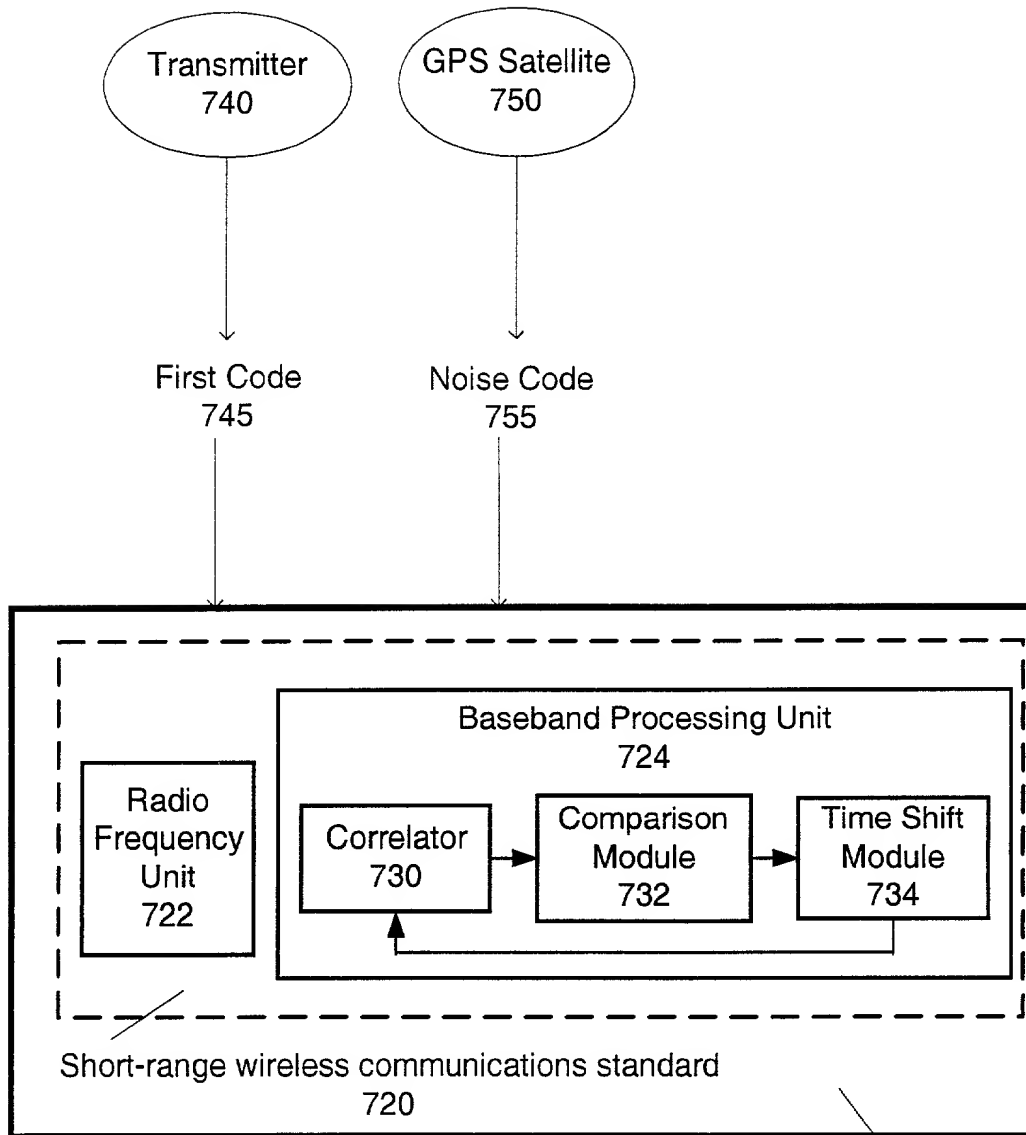 Transmitter
740
GPS Satellite
750
First Code
745
Noise Code
755
Baseband Processing Unit
724
Radio
Frequency
Unit
722
Correlator
730
Comparison
Module
732
Time Shift
Module
734
Short-range wireless communications standard
720